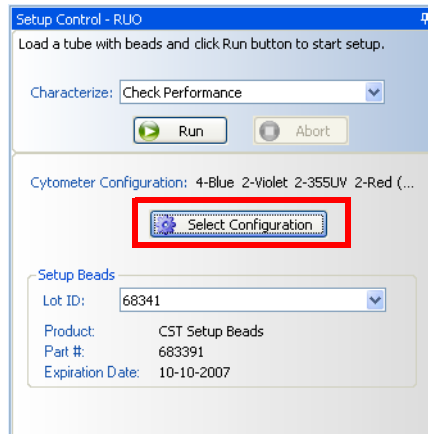 Setup Control - RUO
Load a tube with beads and click Run button to start setup.
Characterize: Check Performance
Run Abort
Cytometer Configuration: 4-Blue 2-Violet 2-355UV 2-Red (...
Select Configuration
Setup Beads
Lot ID: 68341
Product: CST Setup Beads
Part #: 683391
Expiration Date: 10-10-2007